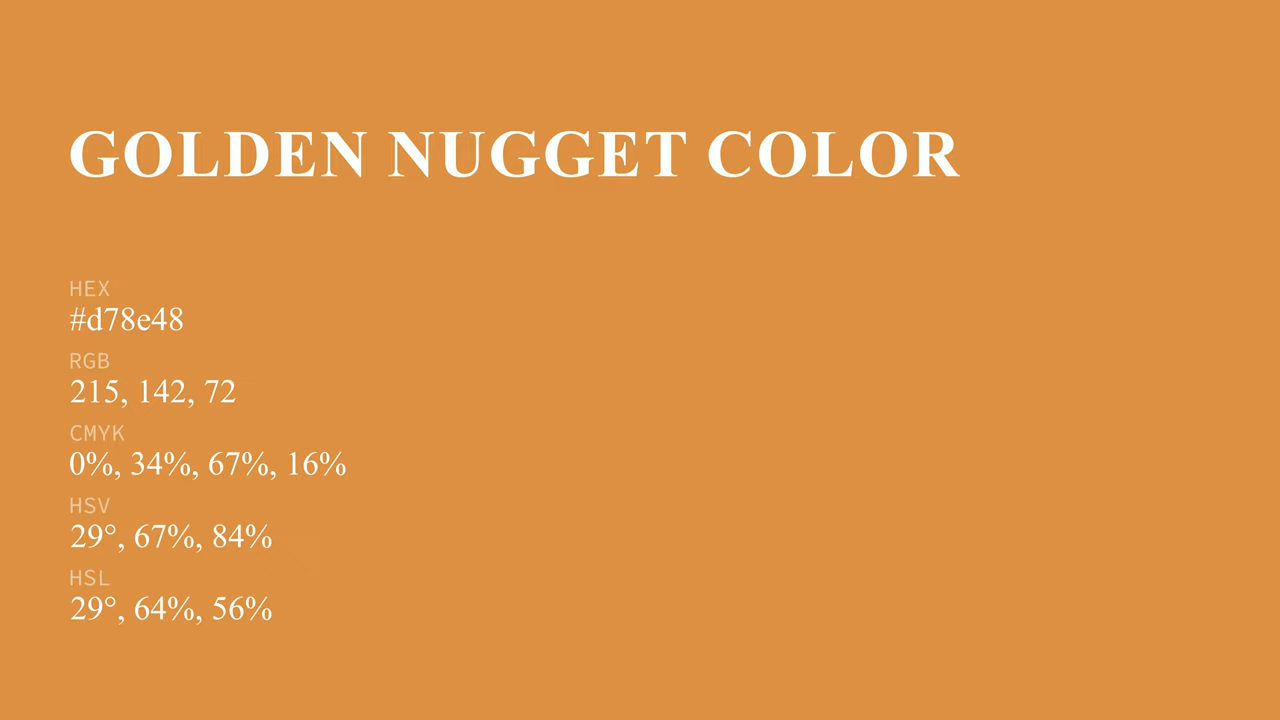 GOLDEN NUGGET COLOR
HEX
#d78e48
RGB
215, 142, 72
CMYK
0%, 34%, 67%, 16%
HSV
29°, 67%, 84%
HSL
29°, 64%, 56%